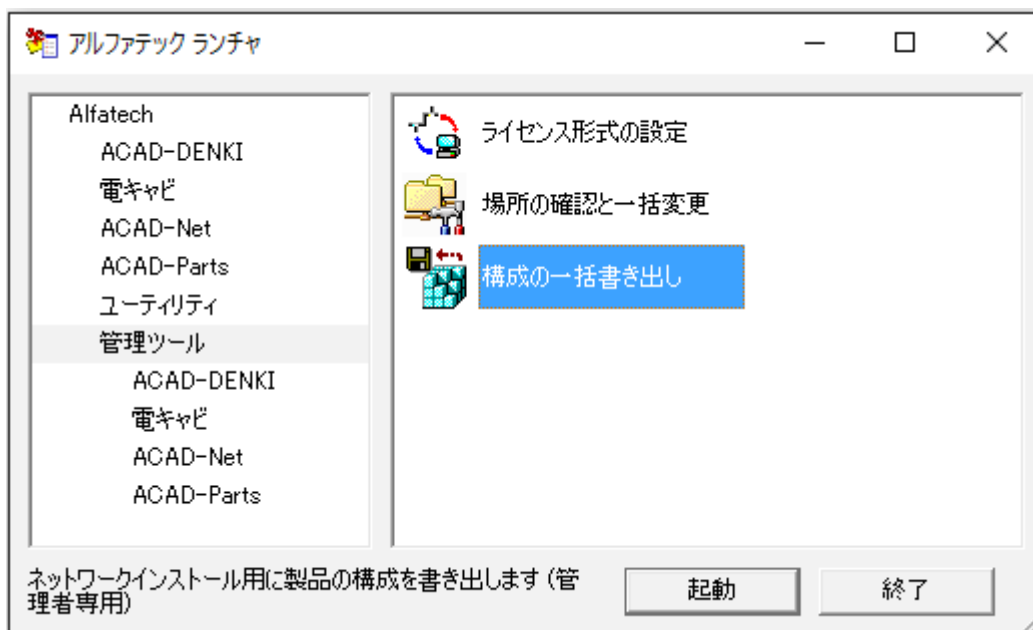 アルファテック ランチャ
Alfatech
ACAD-DENKI
電キャビ
ACAD-Net
ACAD-Parts
ユーティリティ
管理ツール
ACAD-DENKI
電キャビ
ACAD-Net
ACAD-Parts
ライセンス形式の設定
場所の確認と一括変更
構成の一括書き出し
ネットワークインストール用に製品の構成を書き出します(管
理者専用)
起動
終了